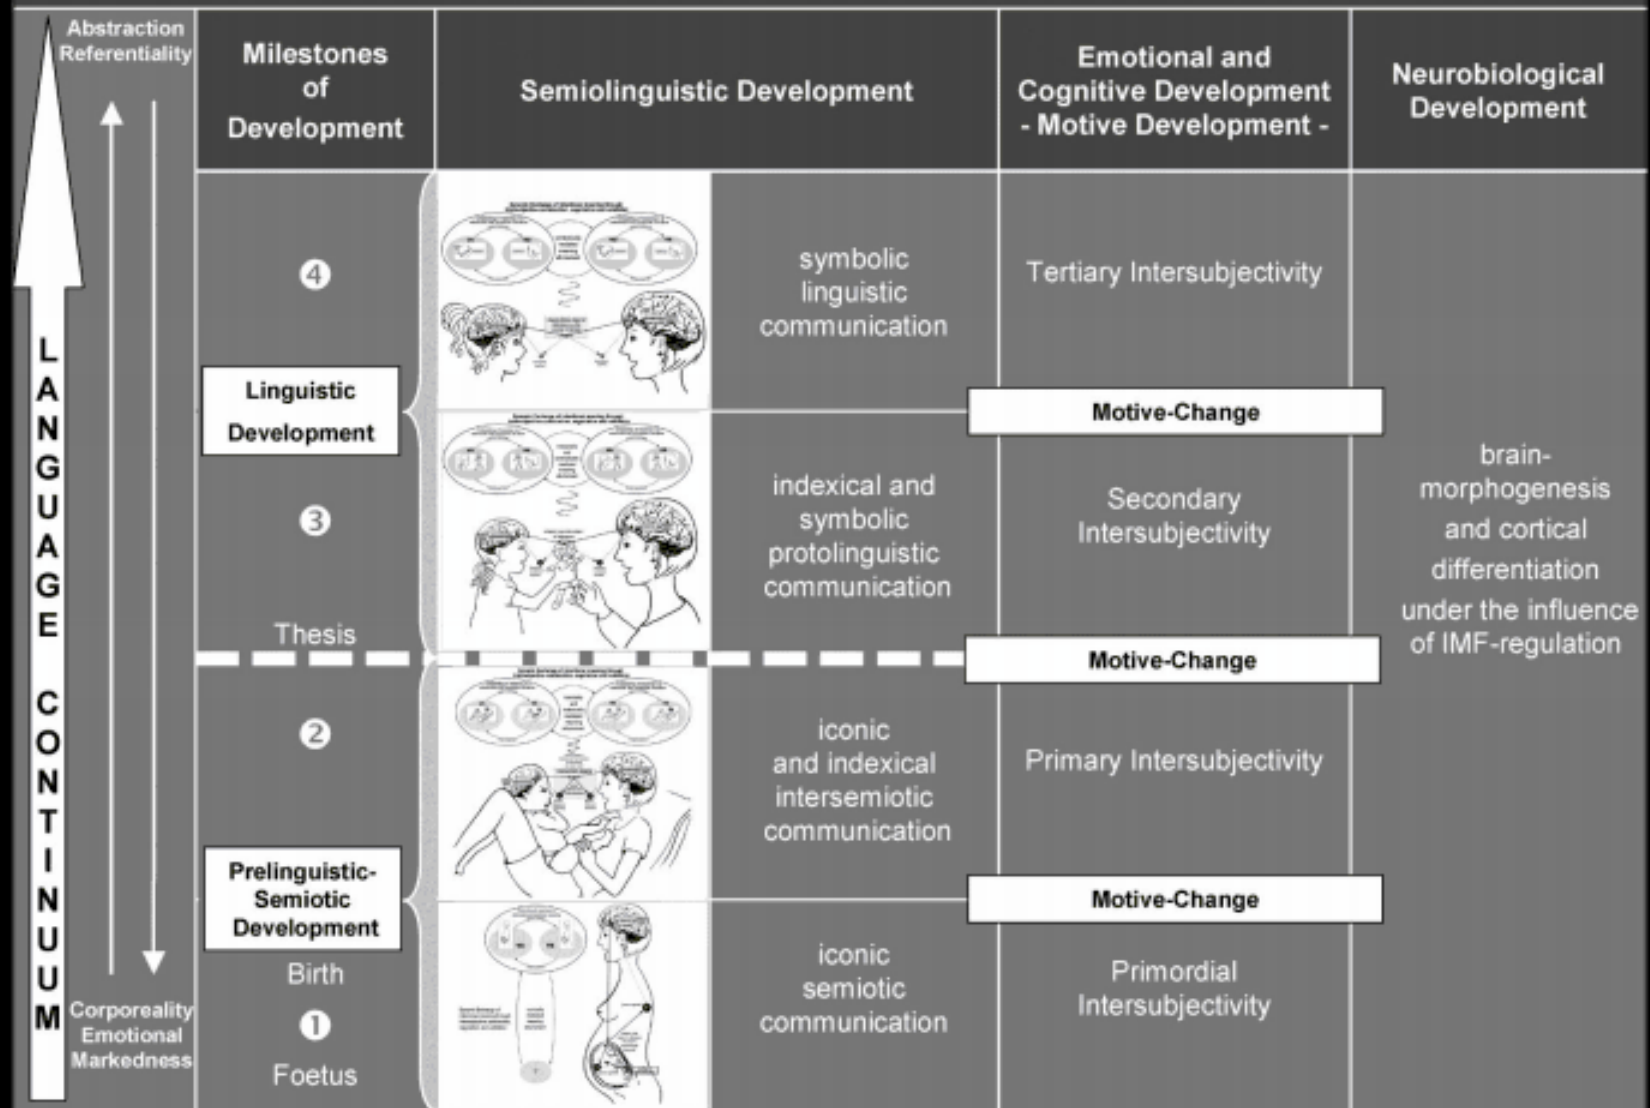 Abstraction
Referentiality
Milestones
of
Development
Semiolinguistic Development
Emotional and
Cognitive Development
- Motive Development -
Neurobiological
Development
LANGUAGE CONTINUUM
4
symbolic
linguistic
communication
Tertiary Intersubjectivity
Linguistic
Development
Motive-Change
3
indexical and
symbolic
protolinguistic
communication
Secondary
Intersubjectivity
brain-
morphogenesis
and cortical
differentiation
under the influence
of IMF-regulation
Thesis
Motive-Change
2
iconic
and indexical
intersemiotic
communication
Primary Intersubjectivity
Prelinguistic-
Semiotic
Development
Motive-Change
Birth
1
Foetus
iconic
semiotic
communication
Primordial
Intersubjectivity
Corporeality
Emotional
Markedness